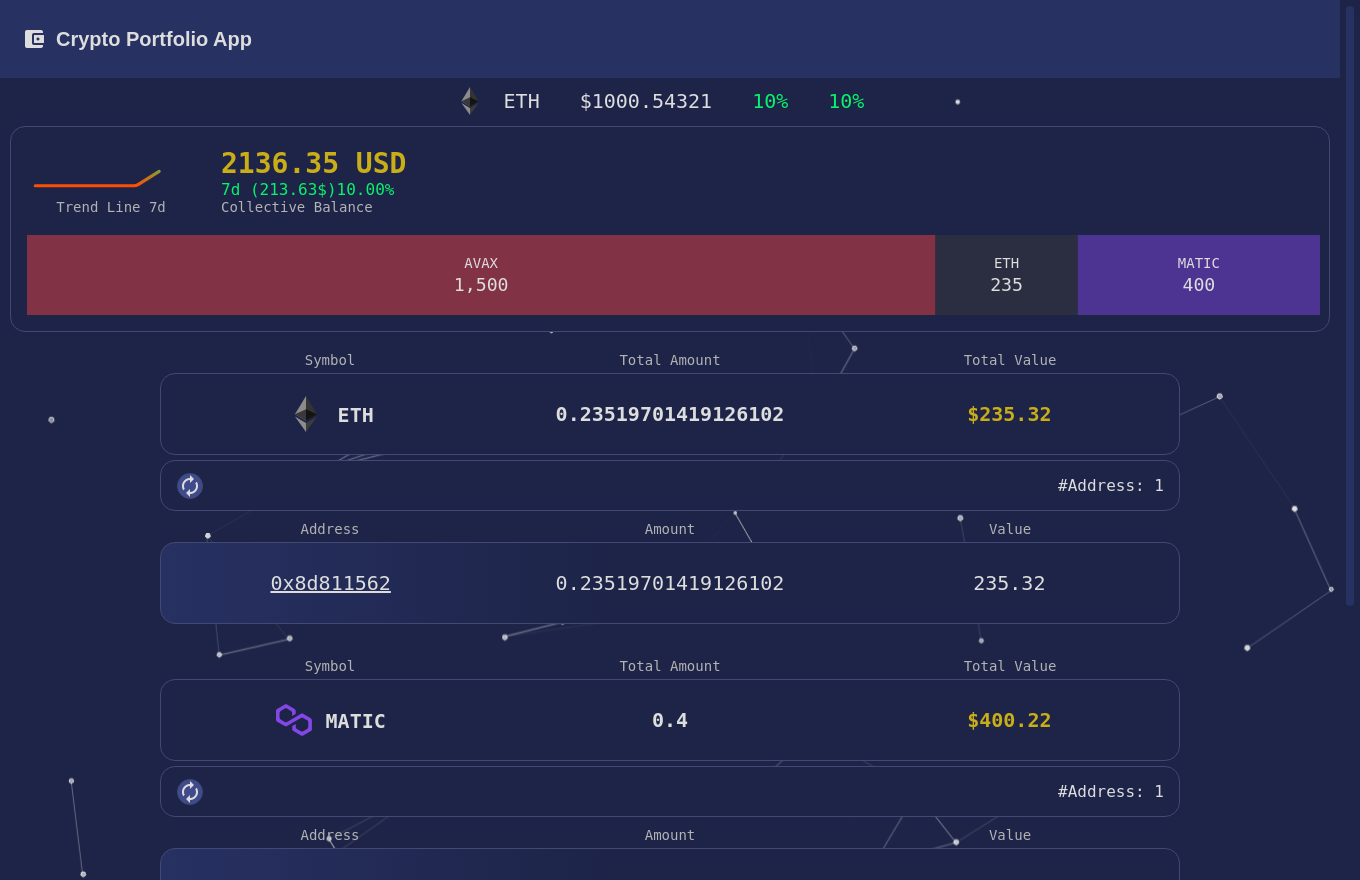 Crypto Portfolio App
ETH $1000.54321 10% 10%
2136.35 USD
7d (213.63$)10.00%
Trend Line 7d Collective Balance
AVAX ETH MATIC
1,500 235 400
Symbol Total Amount Total Value
ETH 0.23519701419126102 $235.32
#Address: 1
Address Amount Value
0x8d811562 0.23519701419126102 235.32
Symbol Total Amount Total Value
MATIC 0.4 $400.22
#Address: 1
Address Amount Value